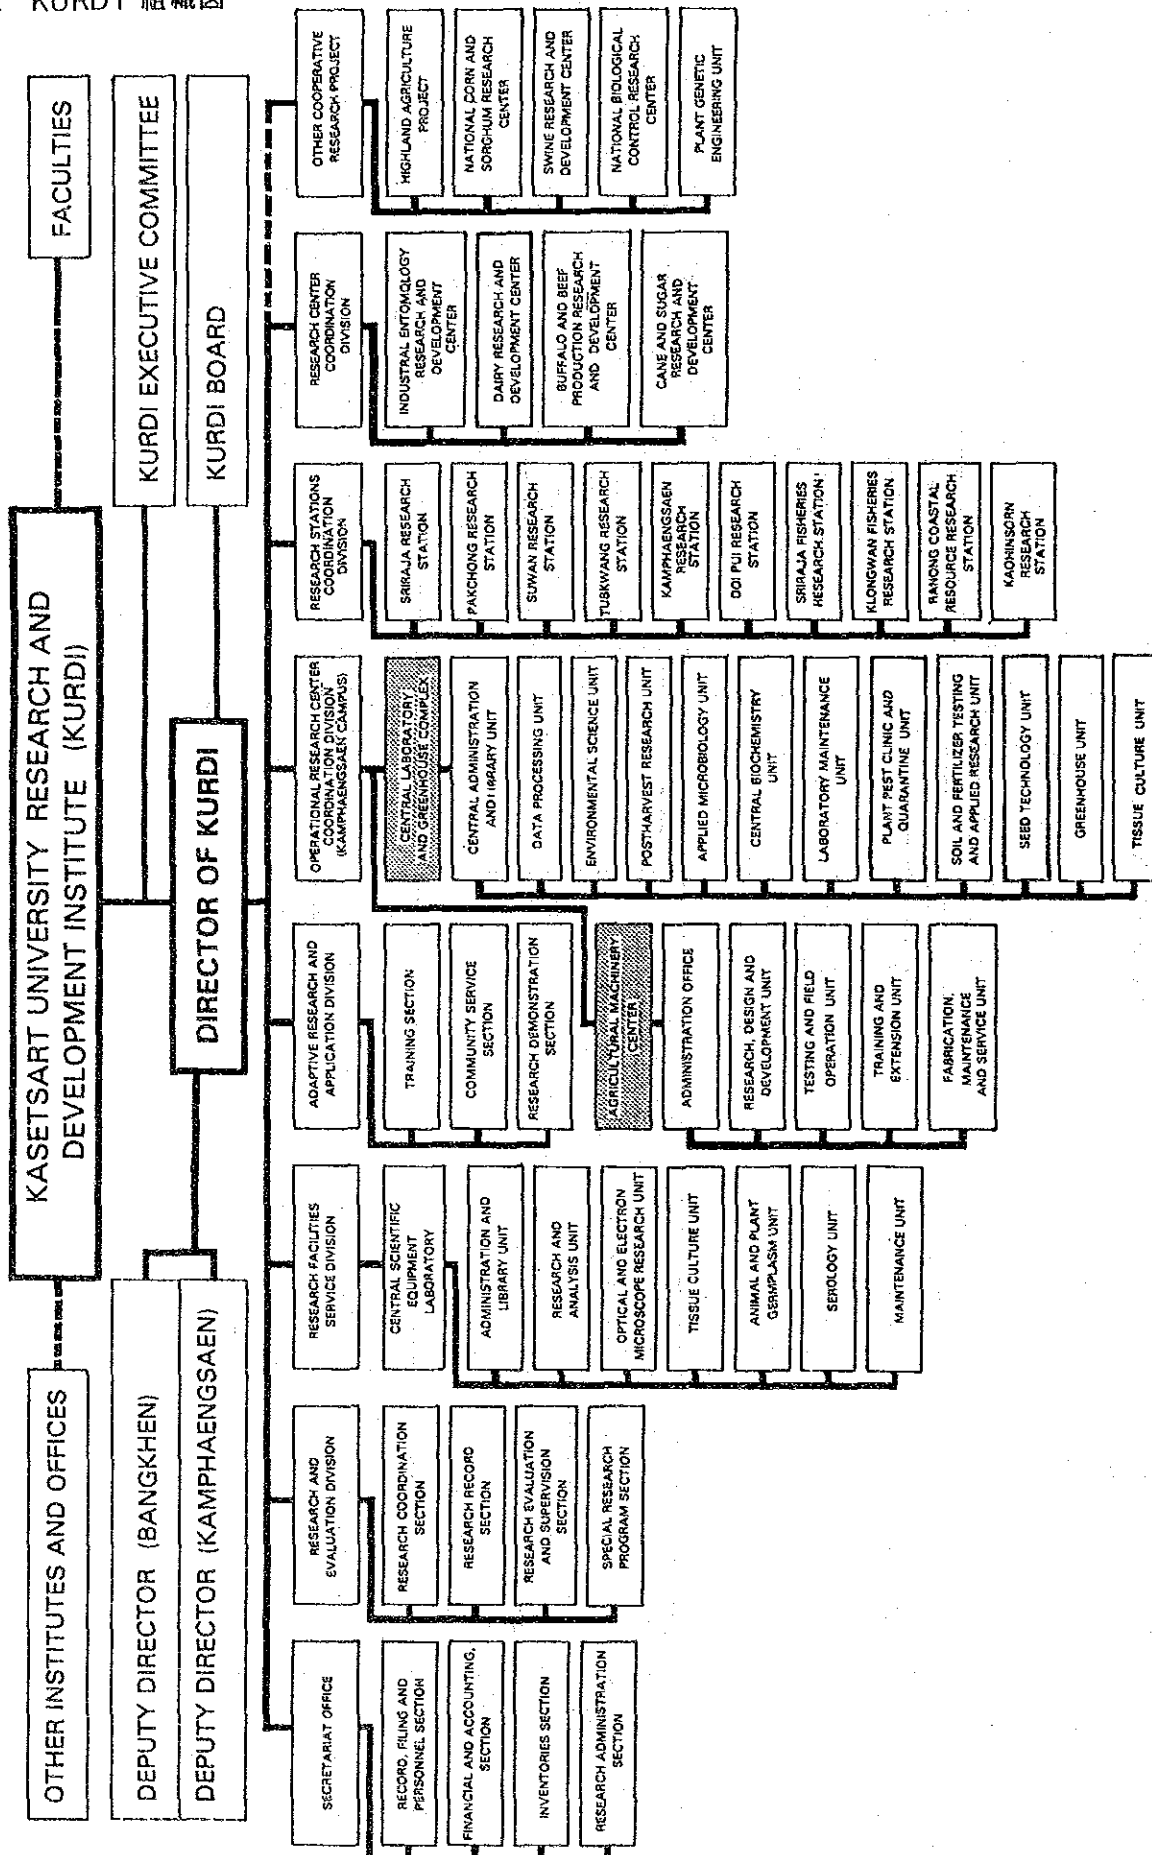 KURDI 組織図
KASETSART UNIVERSITY RESEARCH AND
DEVELOPMENT INSTITUTE (KURDI)
OTHER INSTITUTES AND OFFICES
FACULTIES
DEPUTY DIRECTOR (BANGKHEN)
DEPUTY DIRECTOR (KAMPHAENGSAEN)
DIRECTOR OF KURDI
KURDI EXECUTIVE COMMITTEE
KURDI BOARD
SECRETARIAT OFFICE
RECORD, FILING AND
PERSONNEL SECTION
FINANCIAL AND ACCOUNTING,
SECTION
INVENTORIES SECTION
RESEARCH ADMINISTRATION
SECTION
RESEARCH AND
EVALUATION DIVISION
RESEARCH COORDINATION
SECTION
RESEARCH RECORD
SECTION
RESEARCH EVALUATION
AND SUPERVISION
SECTION
SPECIAL RESEARCH
PROGRAM SECTION
RESEARCH FACILITIES
SERVICE DIVISION
CENTRAL SCIENTIFIC
EQUIPMENT
LABORATORY
ADMINISTRATION AND
LIBRARY UNIT
RESEARCH AND
ANALYSIS UNIT
OPTICAL AND ELECTRON
MICROSCOPE RESEARCH UNIT
TISSUE CULTURE UNIT
ANIMAL AND PLANT
GERMPLASM UNIT
SEROLOGY UNIT
MAINTENANCE UNIT
ADAPTIVE RESEARCH AND
APPLICATION DIVISION
TRAINING SECTION
COMMUNITY SERVICE
SECTION
RESEARCH DEMONSTRATION
SECTION
AGRICULTURAL MACHINERY
CENTER
ADMINISTRATION OFFICE
RESEARCH, DESIGN AND
DEVELOPMENT UNIT
TESTING AND FIELD
OPERATION UNIT
TRAINING AND
EXTENSION UNIT
FABRICATION,
MAINTENANCE
AND SERVICE UNIT
OPERATIONAL RESEARCH CENTER
COORDINATION DIVISION
(KAMPHAENGSAEN CAMPUS)
CENTRAL LABORATORY
AND GREENHOUSE COMPLEX
CENTRAL ADMINISTRATION
AND LIBRARY UNIT
DATA PROCESSING UNIT
ENVIRONMENTAL SCIENCE UNIT
POSTHARVEST RESEARCH UNIT
APPLIED MICROBIOLOGY UNIT
CENTRAL BIOCHEMISTRY
UNIT
LABORATORY MAINTENANCE
UNIT
PLANT PEST CLINIC AND
QUARANTINE UNIT
SOIL AND FERTILIZER TESTING
AND APPLIED RESEARCH UNIT
SEED TECHNOLOGY UNIT
GREENHOUSE UNIT
TISSUE CULTURE UNIT
RESEARCH STATIONS
COORDINATION
DIVISION
SRIRAJA RESEARCH
STATION
PAKCHONG RESEARCH
STATION
SUWAN RESEARCH
STATION
TUBKWANG RESEARCH
STATION
KAMPHAENGSAEN
RESEARCH
STATION
DOI PUI RESEARCH
STATION
SRIRAJA FISHERIES
RESEARCH STATION
KLONGWAN FISHERIES
RESEARCH STATION
RANONG COASTAL
RESOURCE RESEARCH
STATION
KAOHINSORN
RESEARCH
STATION
RESEARCH CENTER
COORDINATION
DIVISION
INDUSTRIAL ENTOMOLOGY
RESEARCH AND
DEVELOPMENT
CENTER
DAIRY RESEARCH AND
DEVELOPMENT CENTER
BUFFALO AND BEEF
PRODUCTION RESEARCH
AND DEVELOPMENT
CENTER
CANE AND SUGAR
RESEARCH AND
DEVELOPMENT
CENTER
OTHER COOPERATIVE
RESEARCH PROJECT
HIGHLAND AGRICULTURE
PROJECT
NATIONAL CORN AND
SORGHUM RESEARCH
CENTER
SWINE RESEARCH AND
DEVELOPMENT CENTER
NATIONAL BIOLOGICAL
CONTROL RESEARCH
CENTER
PLANT GENETIC
ENGINEERING UNIT